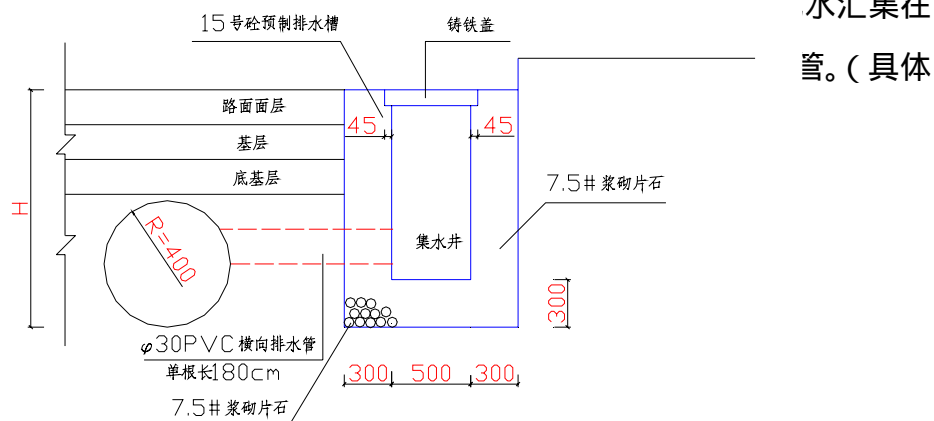 水汇集在
管。(具体
15号砼预制排水槽
铸铁盖
路面面层
45
45
基层
底基层
7.5#浆砌片石
H
R=400
集水井
300
φ30PVC横向排水管
单根长180cm
300
500
300
7.5#浆砌片石